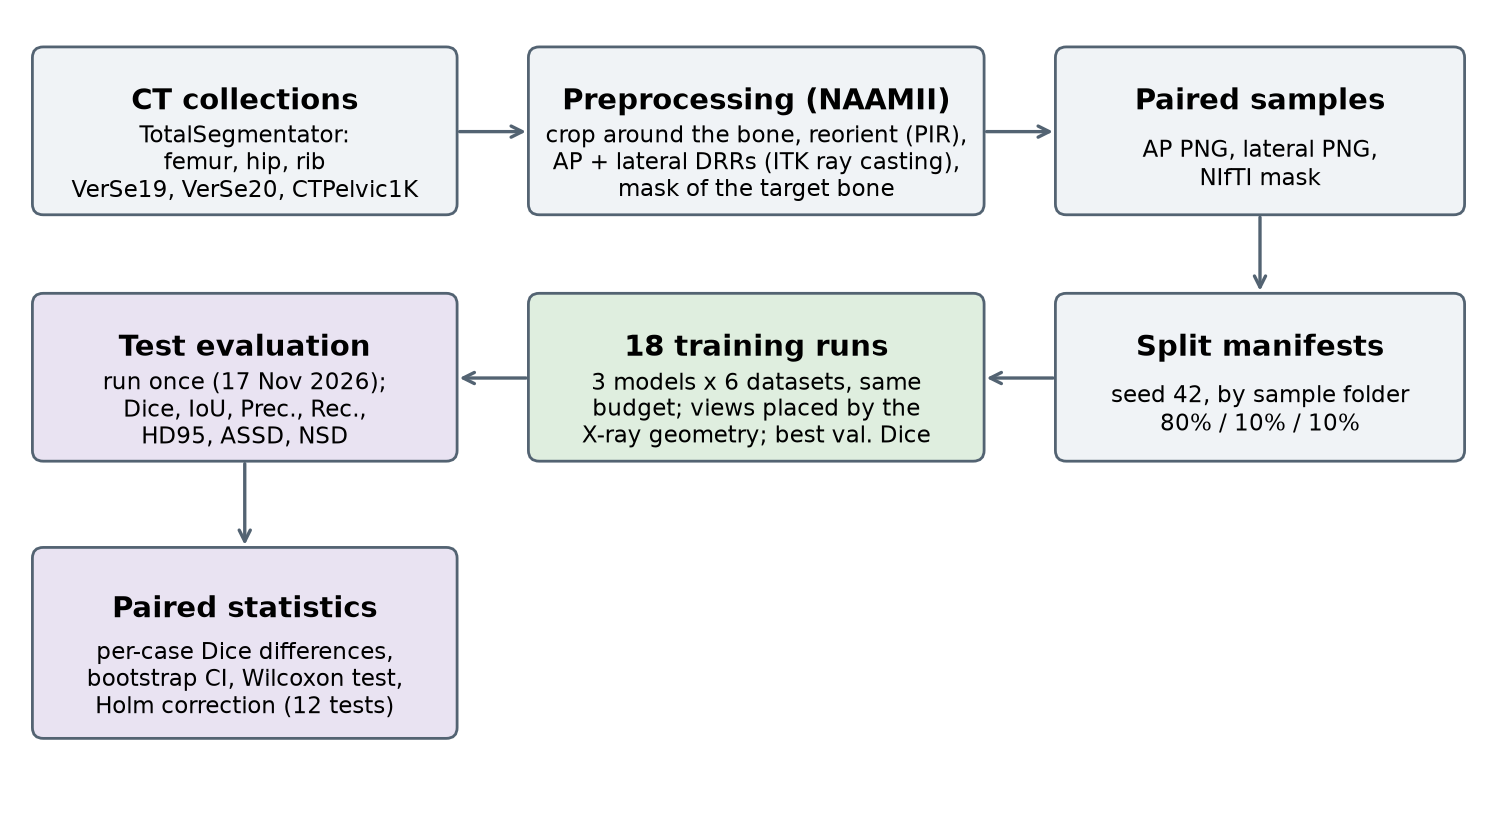 CT collections
TotalSegmentator:
femur, hip, rib
VerSe19, VerSe20, CTPelvic1K
Preprocessing (NAAMII)
crop around the bone, reorient (PIR),
AP + lateral DRRs (ITK ray casting),
mask of the target bone
Paired samples
AP PNG, lateral PNG,
NIfTI mask
Split manifests
seed 42, by sample folder
80% / 10% / 10%
18 training runs
3 models x 6 datasets, same
budget; views placed by the
X-ray geometry; best val. Dice
Test evaluation
run once (17 Nov 2026);
Dice, IoU, Prec., Rec.,
HD95, ASSD, NSD
Paired statistics
per-case Dice differences,
bootstrap CI, Wilcoxon test,
Holm correction (12 tests)